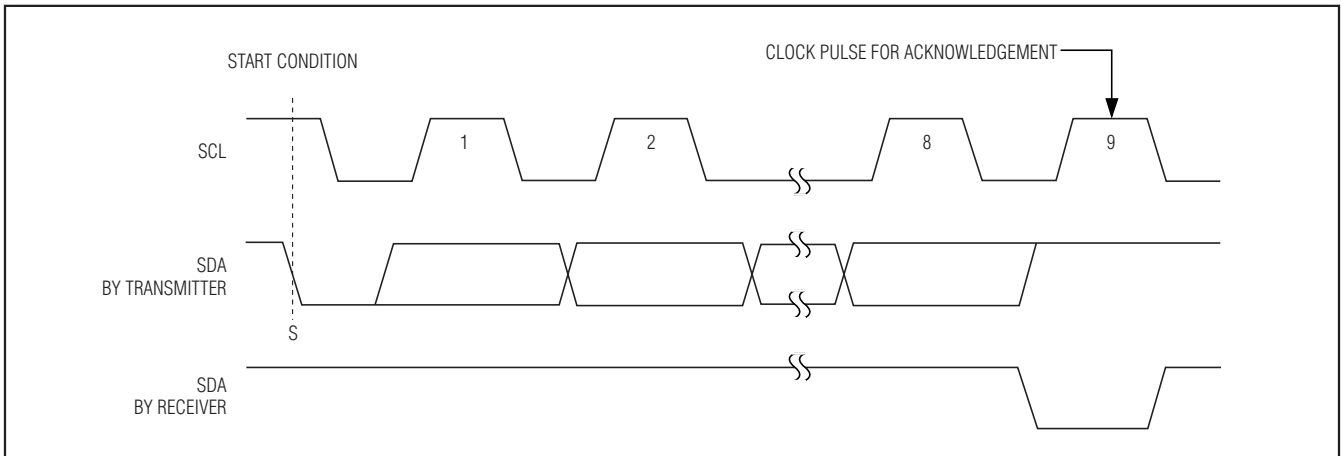 START CONDITION
CLOCK PULSE FOR ACKNOWLEDGEMENT
SCL
1
2
8
9
SDA
BY TRANSMITTER
S
SDA
BY RECEIVER